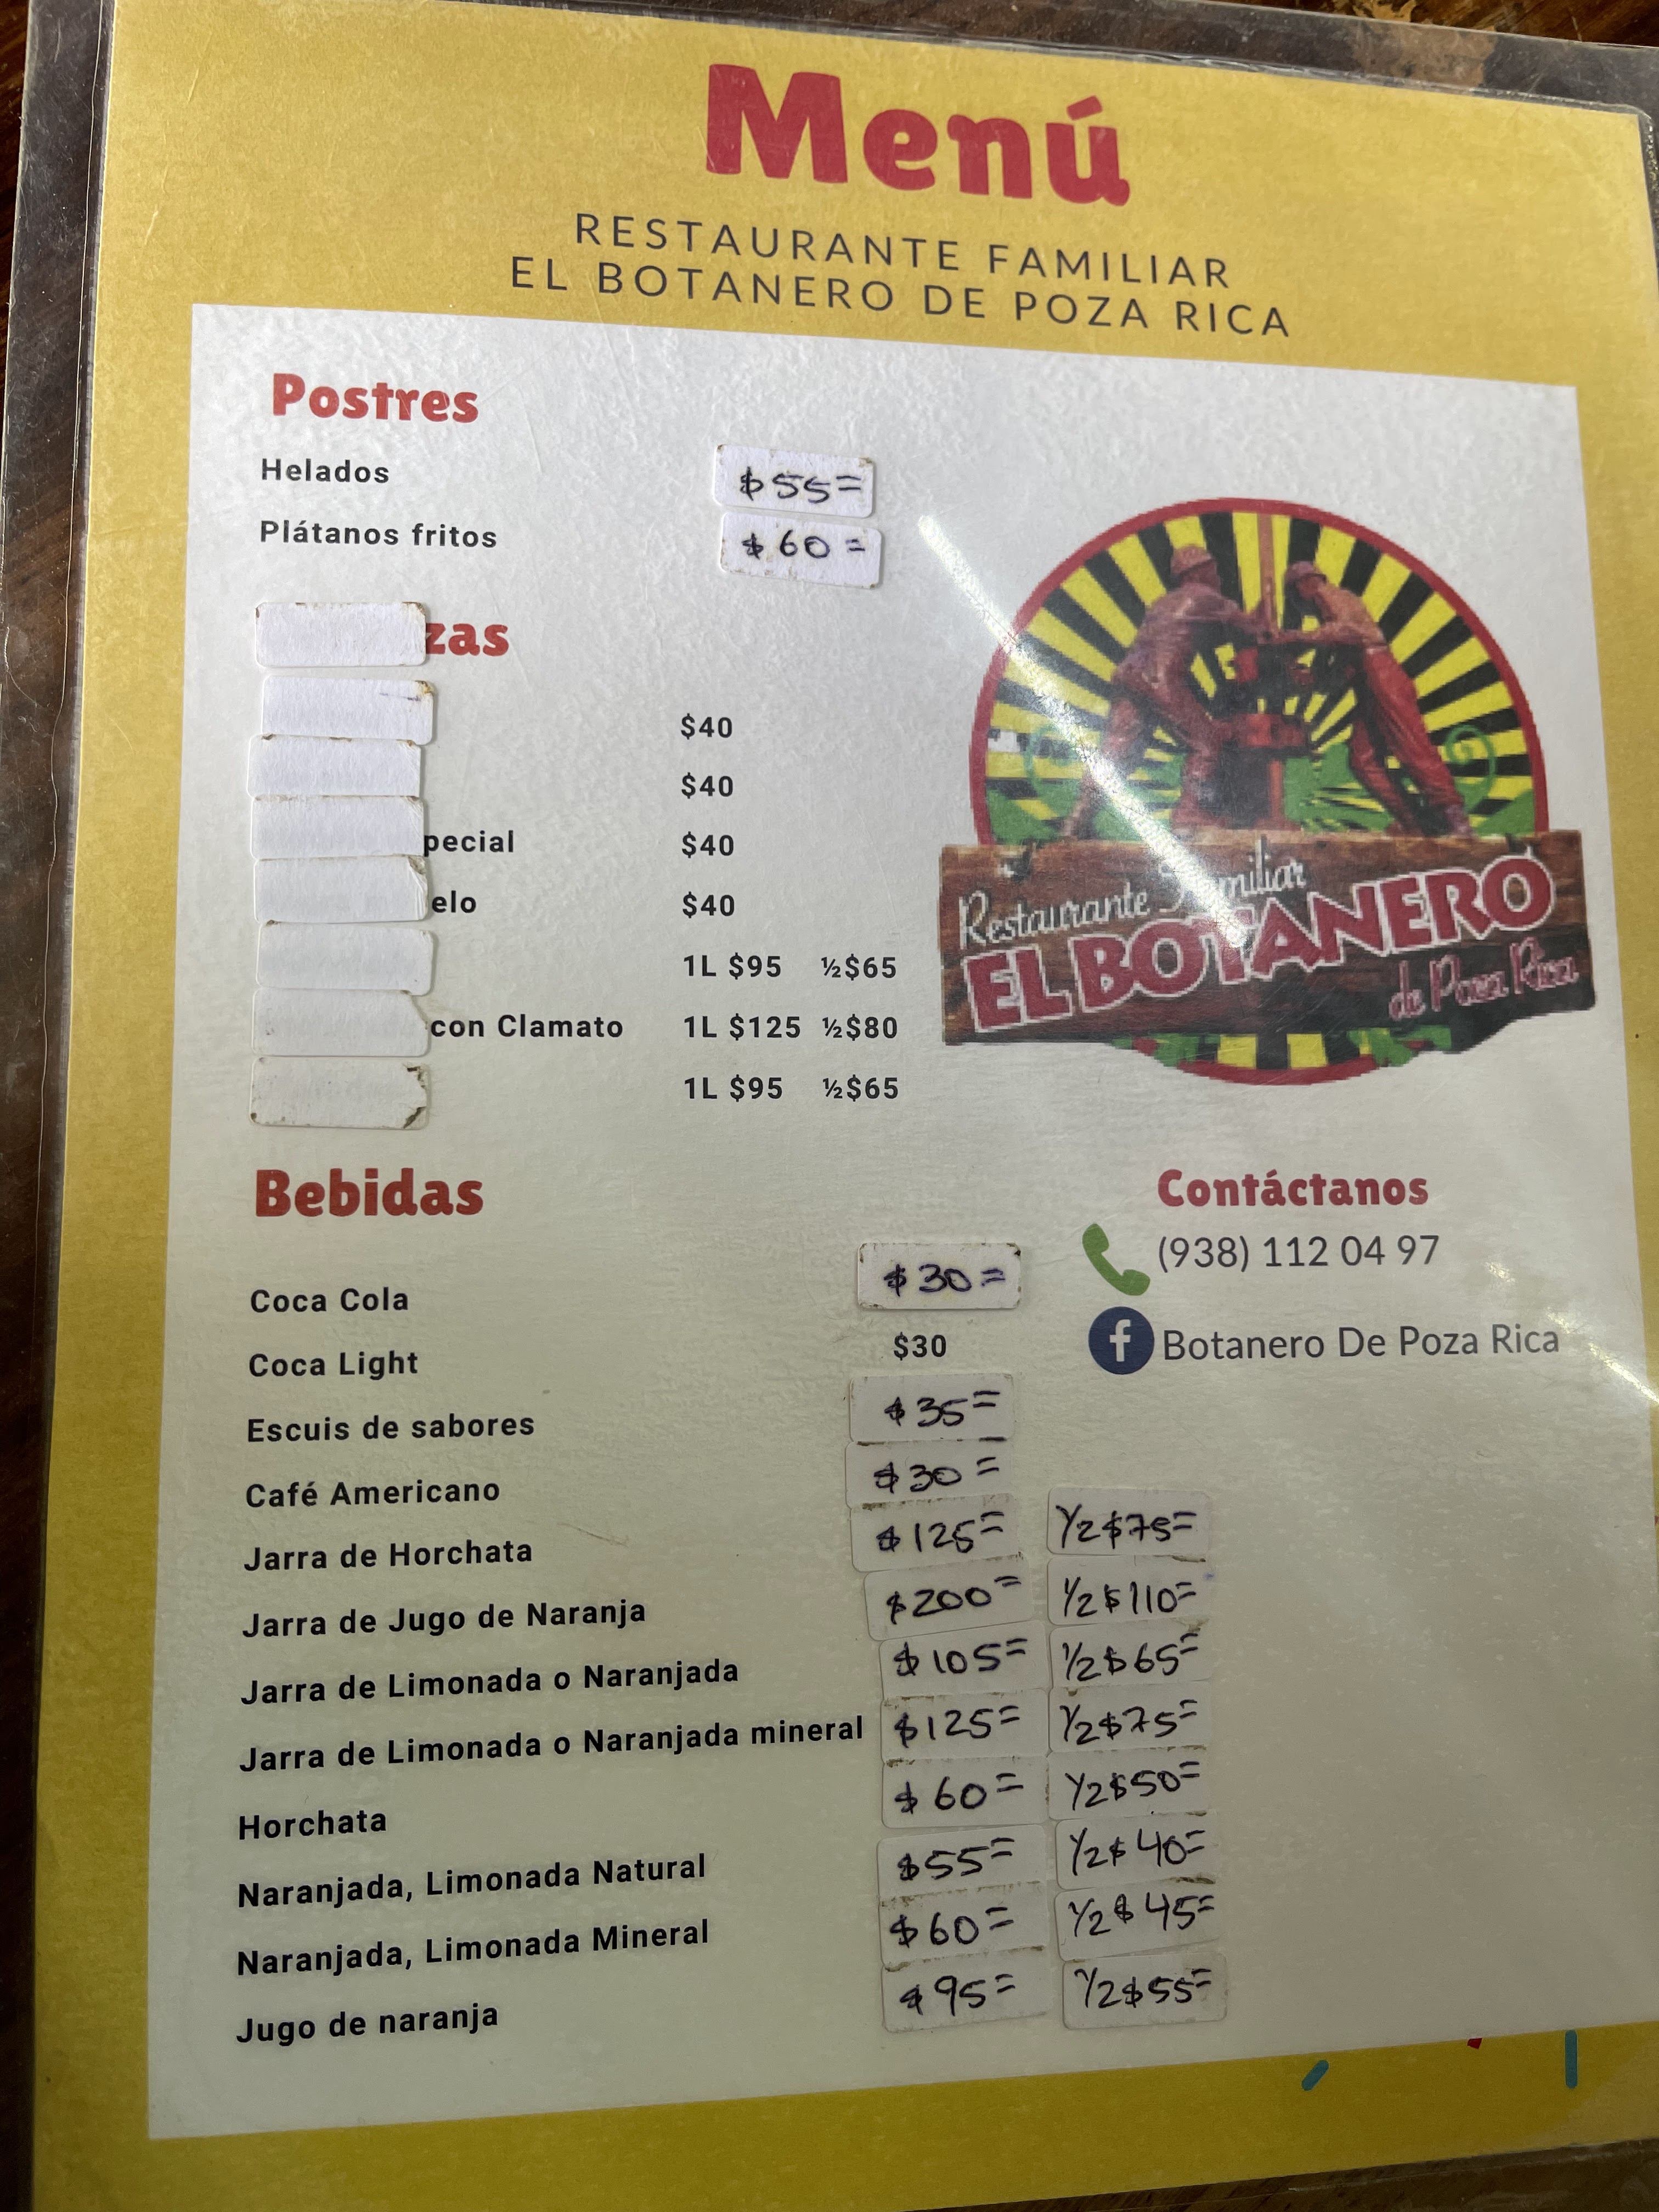 Menú
RESTAURANTE FAMILIAR
EL BOTANERO DE POZA RICA
Postres
Helados $55=
Plátanos fritos $60=
zas
$40
$40
pecial $40
elo $40
1L $95 ½$65
con Clamato 1L $125 ½$80
1L $95 ½$65
Restaurante Familiar
EL BOTANERO
de Poza Rica
Bebidas
Coca Cola $30=
Coca Light $30
Escuis de sabores $35=
Café Americano $30=
Jarra de Horchata $125= 1/2$75=
Jarra de Jugo de Naranja $200= 1/2$110=
Jarra de Limonada o Naranjada $105= 1/2$65=
Jarra de Limonada o Naranjada mineral $125= 1/2$75=
Horchata $60= 1/2$50=
Naranjada, Limonada Natural $55= 1/2$40=
Naranjada, Limonada Mineral $60= 1/2$45=
Jugo de naranja $95= 1/2$55=
Contáctanos
(938) 112 04 97
f Botanero De Poza Rica